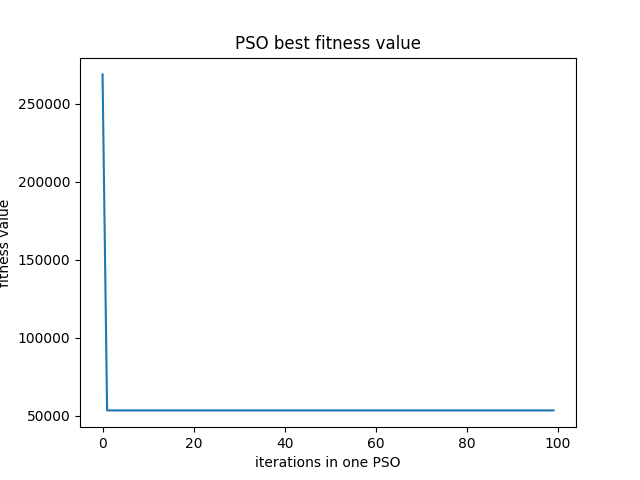 PSO best fitness value
250000
200000
150000
100000
50000
fitness value
0 20 40 60 80 100
iterations in one PSO